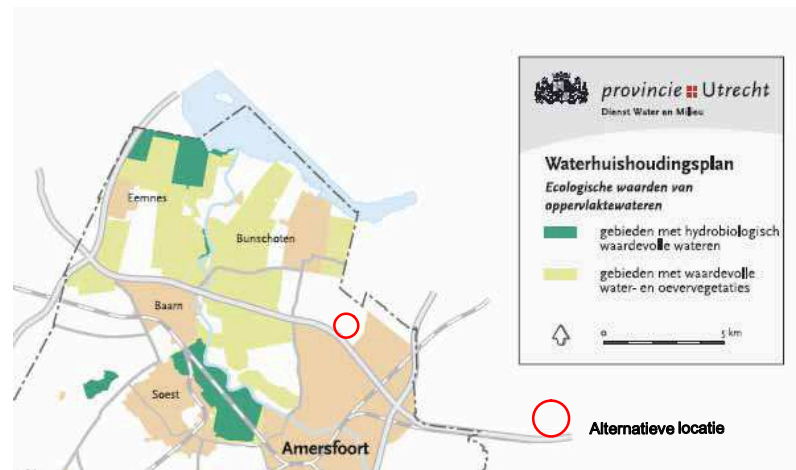 Eemnes
Bunschoten
Baarn
Soest
Amersfoort
provincie Utrecht
Dienst Water en Milieu
Waterhuishoudingsplan
Ecologische waarden van
oppervlaktewateren
gebieden met hydrobiologisch
waardevolle wateren
gebieden met waardevolle
water- en oevervegetaties
0 5 km
Alternatieve locatie